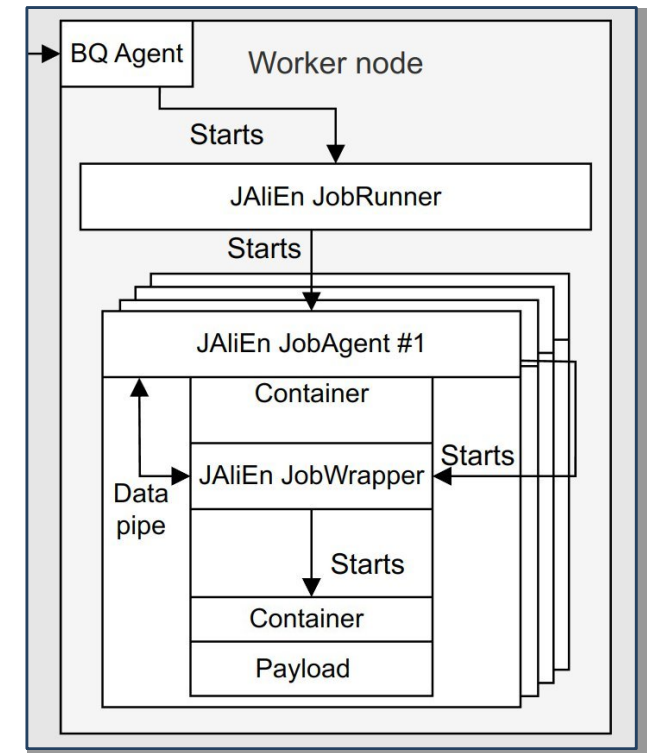 BQ Agent
Worker node
Starts
JAliEn JobRunner
Starts
JAliEn JobAgent #1
Container
Starts
JAliEn JobWrapper
Data
pipe
Starts
Container
Payload